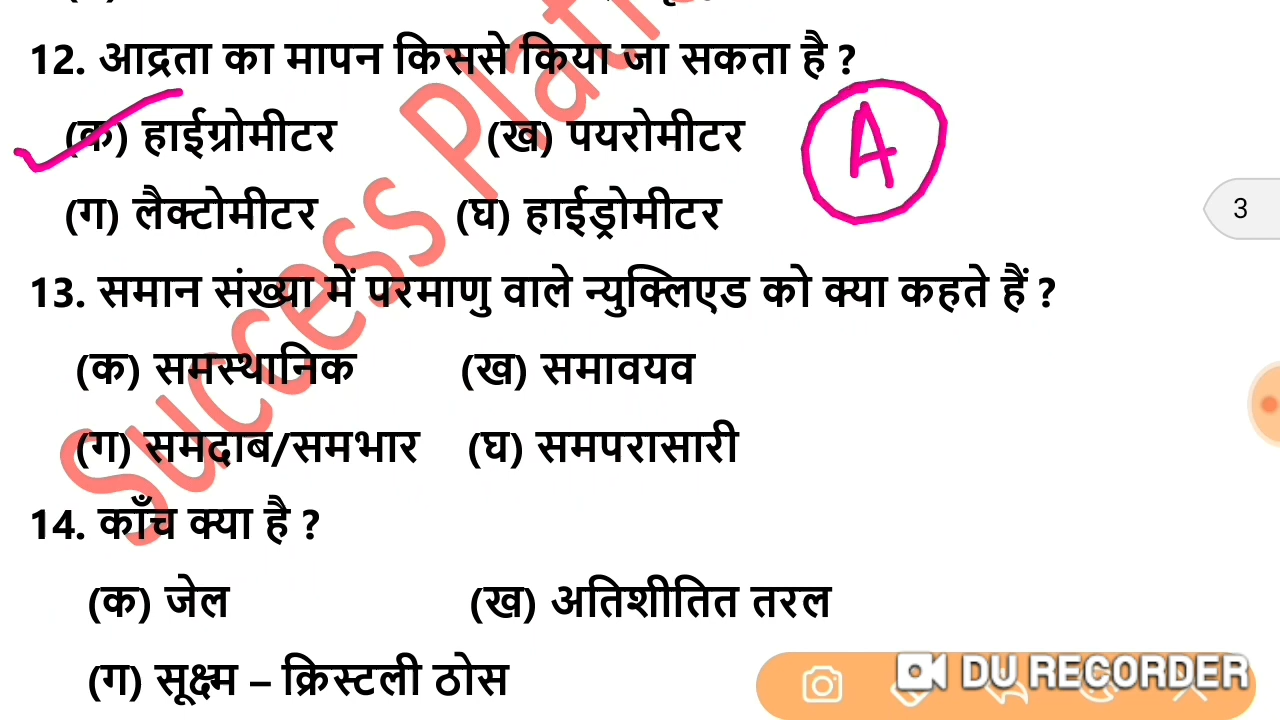 12. आद्रता का मापन किससे किया जा सकता है ?
(क) हाईग्रोमीटर (ख) पयरोमीटर
A
(ग) लैक्टोमीटर (घ) हाईड्रोमीटर
3
13. समान संख्या में परमाणु वाले न्युक्लिएड को क्या कहते हैं ?
(क) समस्थानिक (ख) समावयव
(ग) समदाब/समभार (घ) समपरासारी
14. काँच क्या है ?
(क) जेल (ख) अतिशीतित तरल
(ग) सूक्ष्म – क्रिस्टली ठोस
Success
DU RECORDER